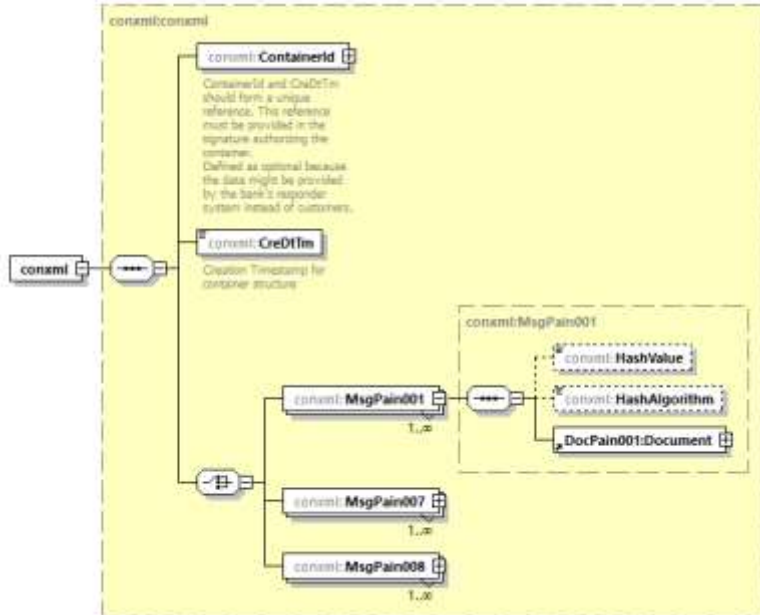 conxml:conxml
conxml:ContainerId
ContainerId and CreDtTm
should form a unique
reference. This reference
must be provided in the
signature authorizing the
container.
Defined as optional because
the data might be provided
by the bank's responder
system instead of customers.
conxml:CreDtTm
Creation Timestamp for
container structure
conxml
conxml:MsgPain001
conxml:HashValue
conxml:MsgPain001
1..∞
conxml:HashAlgorithm
DocPain001:Document
conxml:MsgPain007
1..∞
conxml:MsgPain008
1..∞